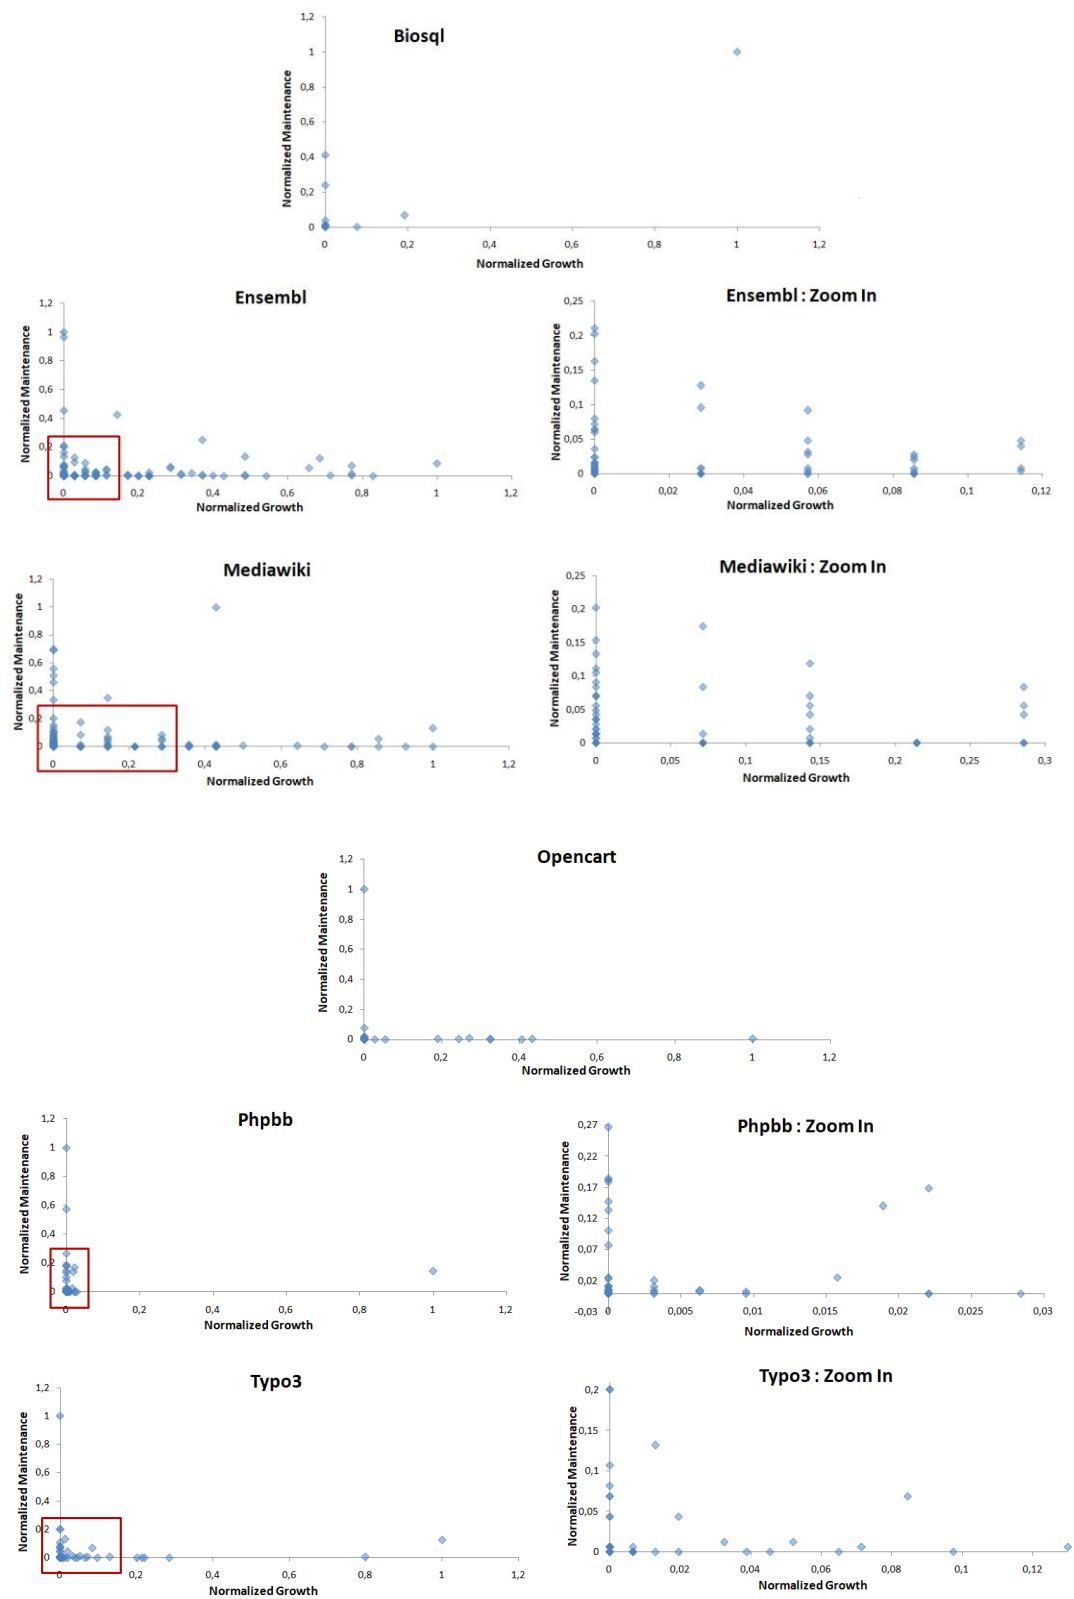 Biosql
1,2
1
0,8
0,6
0,4
0,2
0
Normalized Maintenance
0 0,2 0,4 0,6 0,8 1 1,2
Normalized Growth
Ensembl
1,2
1
0,8
0,6
0,4
0,2
0
Normalized Maintenance
0 0,2 0,4 0,6 0,8 1 1,2
Normalized Growth
Ensembl : Zoom In
0,25
0,2
0,15
0,1
0,05
0
Normalized Maintenance
0 0,02 0,04 0,06 0,08 0,1 0,12
Normalized Growth
Mediawiki
1,2
1
0,8
0,6
0,4
0,2
0
Normalized Maintenance
0 0,2 0,4 0,6 0,8 1 1,2
Normalized Growth
Mediawiki : Zoom In
0,25
0,2
0,15
0,1
0,05
0
Normalized Maintenance
0 0,05 0,1 0,15 0,2 0,25 0,3
Normalized Growth
Opencart
1,2
1
0,8
0,6
0,4
0,2
0
Normalized Maintenance
0 0,2 0,4 0,6 0,8 1 1,2
Normalized Growth
Phpbb
1,2
1
0,8
0,6
0,4
0,2
0
Normalized Maintenance
0 0,2 0,4 0,6 0,8 1 1,2
Normalized Growth
Phpbb : Zoom In
0,27
0,22
0,17
0,12
0,07
0,02
-0,03
Normalized Maintenance
0 0,005 0,01 0,015 0,02 0,025 0,03
Normalized Growth
Typo3
1,2
1
0,8
0,6
0,4
0,2
0
Normalized Maintenance
0 0,2 0,4 0,6 0,8 1 1,2
Normalized Growth
Typo3 : Zoom In
0,2
0,15
0,1
0,05
0
Normalized Maintenance
0 0,02 0,04 0,06 0,08 0,1 0,12
Normalized Growth